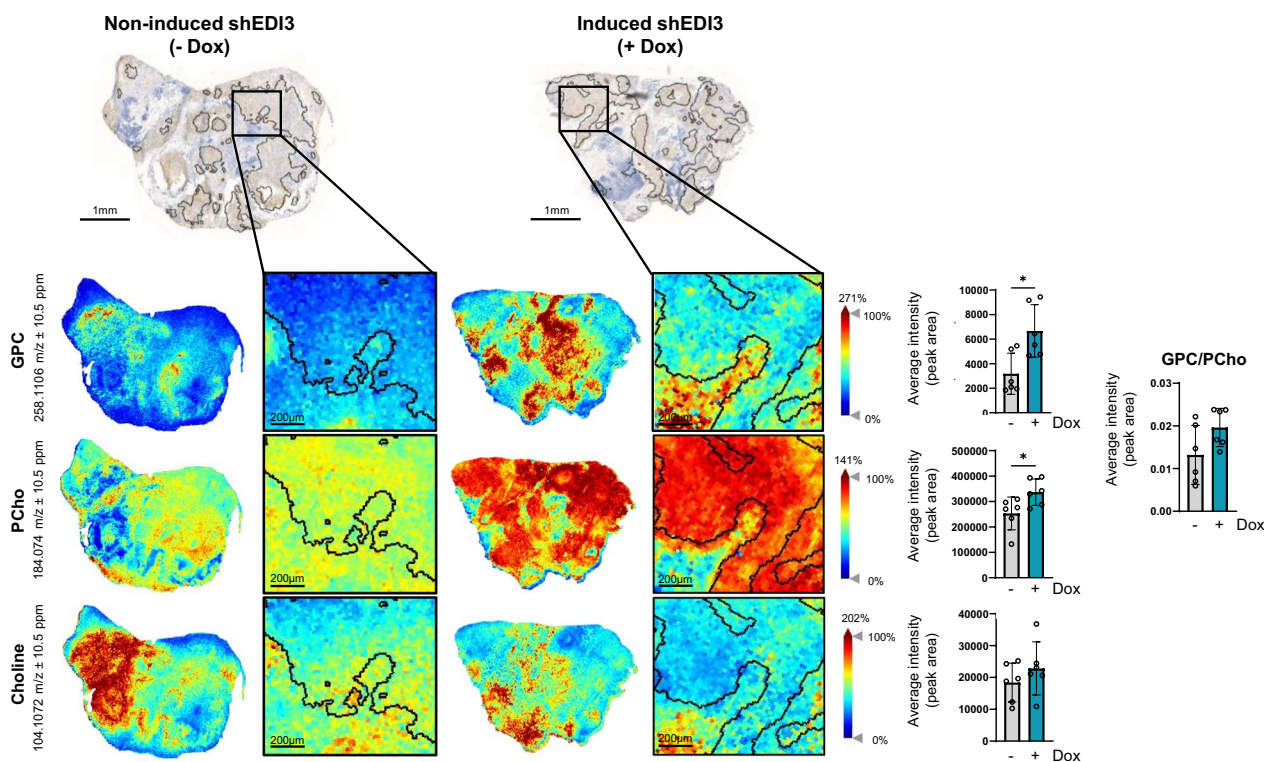 Non-induced shEDI3
(- Dox)
Induced shEDI3
(+ Dox)
1mm
1mm
GPC
258.1106 m/z ± 10.5 ppm
200µm
200µm
271%
100%
0%
Average intensity
(peak area)
10000
8000
6000
4000
2000
0
*
- + Dox
PCho
184.074 m/z ± 10.5 ppm
200µm
200µm
141%
100%
0%
Average intensity
(peak area)
500000
400000
300000
200000
100000
0
*
- + Dox
Choline
104.1072 m/z ± 10.5 ppm
200µm
200µm
202%
100%
0%
Average intensity
(peak area)
40000
30000
20000
10000
0
- + Dox
GPC/PCho
Average intensity
(peak area)
0.03
0.02
0.01
0.00
- + Dox